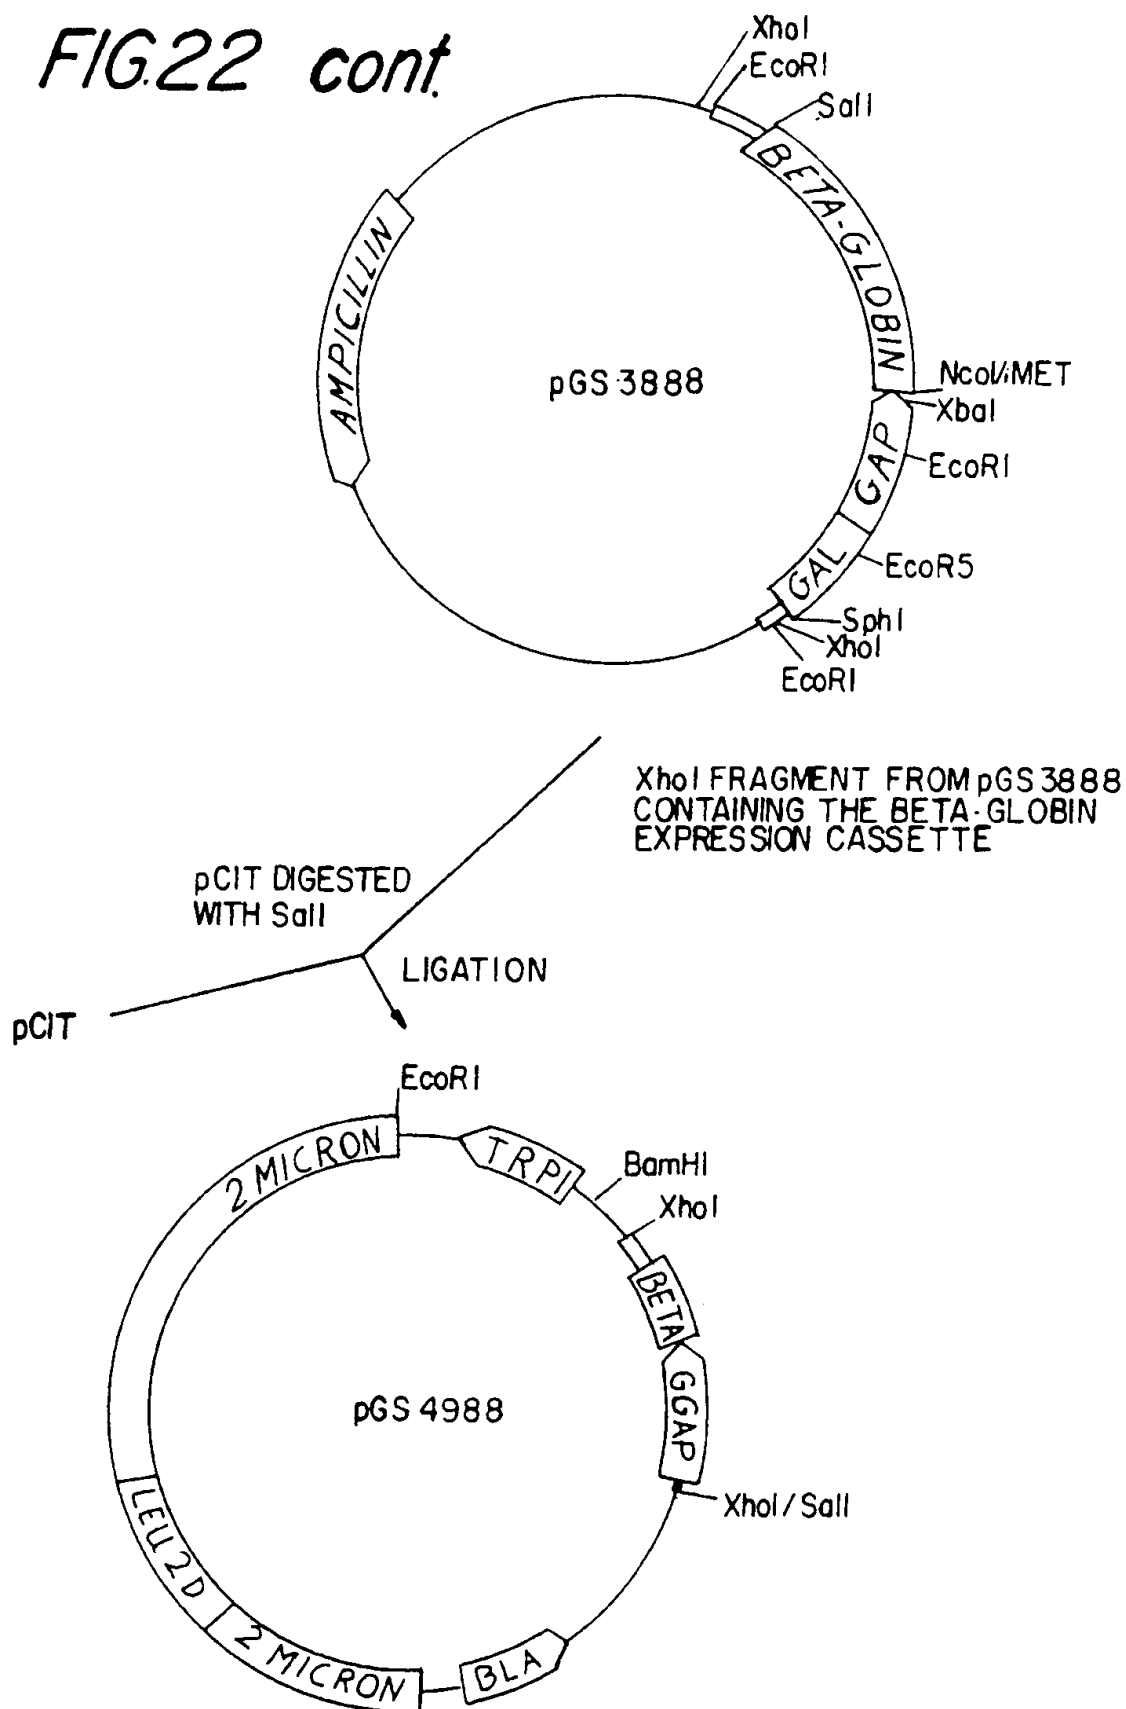 FIG.22 cont.
XhoI
EcoRI
SalI
BETA-GLOBIN
AMPICILLIN
pGS 3888
NcoI/iMET
XbaI
GAP
EcoRI
EcoR5
GAL
SphI
XhoI
EcoRI
XhoI FRAGMENT FROM pGS 3888
CONTAINING THE BETA-GLOBIN
EXPRESSION CASSETTE
pCIT DIGESTED
WITH SalI
LIGATION
pCIT
EcoRI
2 MICRON
TRPI
BamHI
XhoI
BETA
GGAP
pGS 4988
XhoI/SalI
LEU2D
2 MICRON
BLA